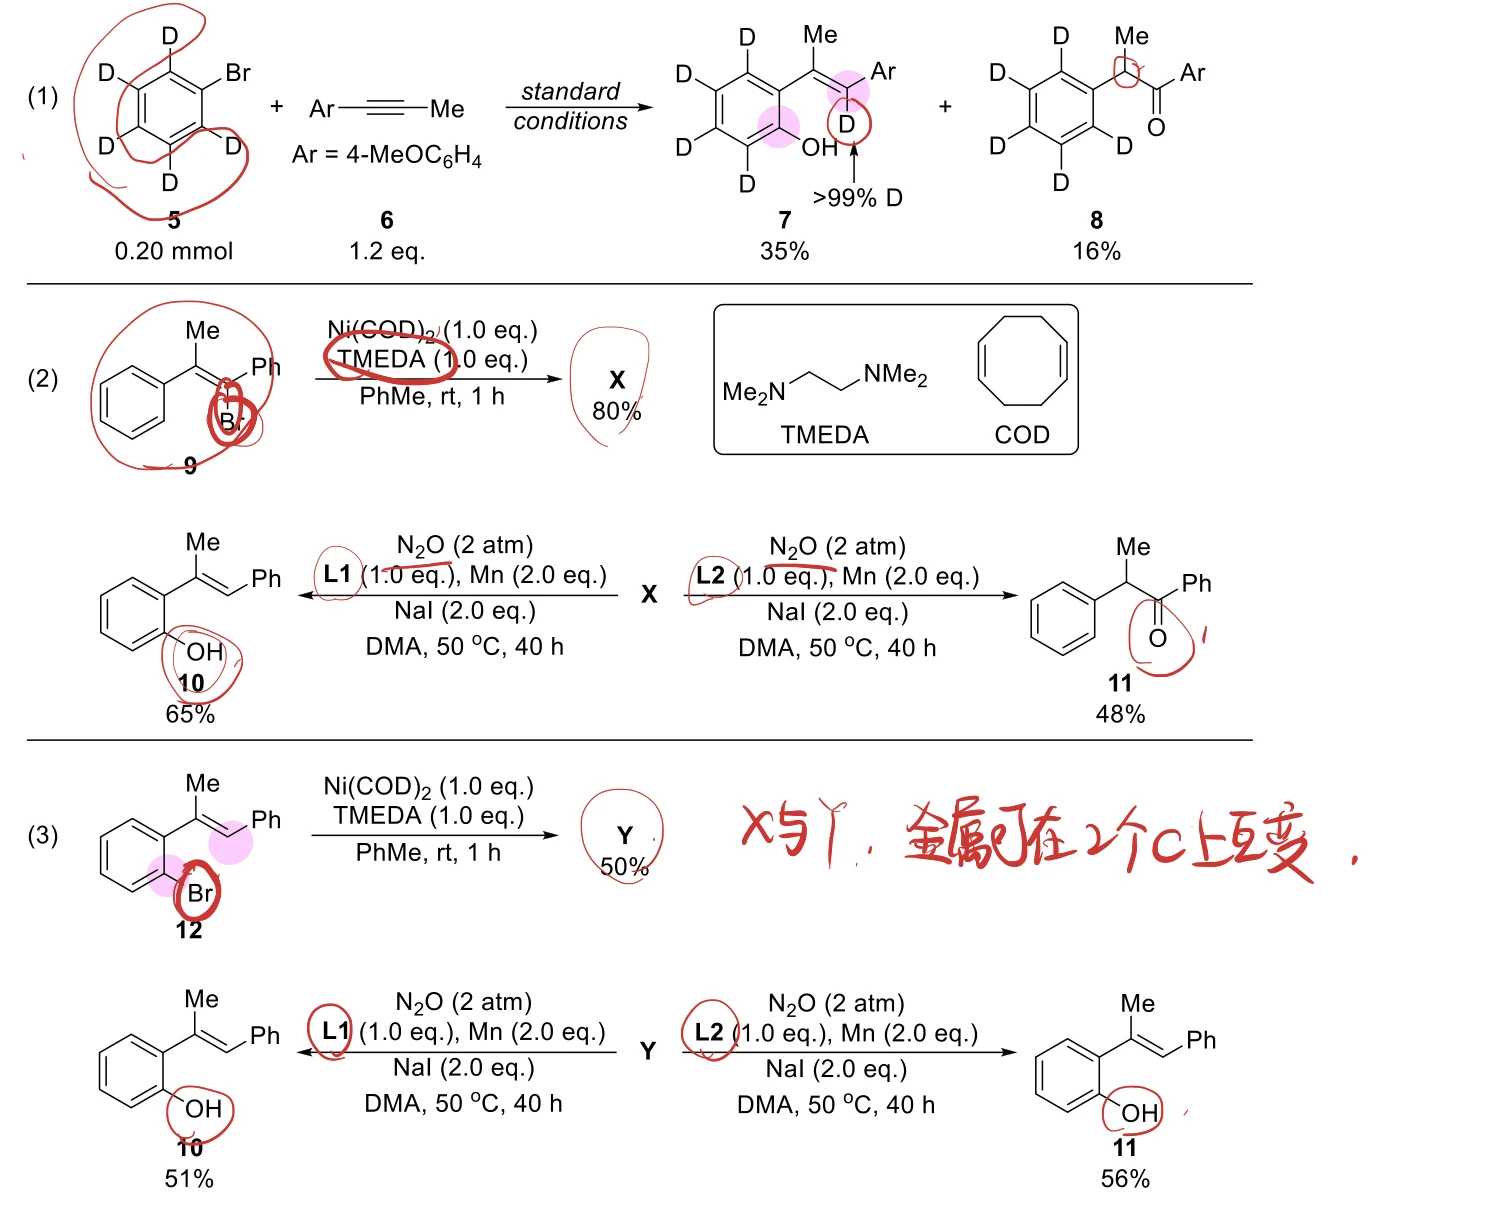 (1)
D
D
D
D
D
Br
5
0.20 mmol
+
Ar
Me
Ar = 4-MeOC6H4
6
1.2 eq.
standard
conditions
D
D
D
D
Me
Ar
D
OH
>99% D
7
35%
+
D
D
D
D
D
Me
Ar
O
8
16%
(2)
Me
Ph
Br
9
Ni(COD)2 (1.0 eq.)
TMEDA (1.0 eq.)
PhMe, rt, 1 h
X
80%
Me2N
NMe2
TMEDA
COD
Me
Ph
OH
10
65%
N2O (2 atm)
L1 (1.0 eq.), Mn (2.0 eq.)
NaI (2.0 eq.)
DMA, 50 oC, 40 h
X
N2O (2 atm)
L2 (1.0 eq.), Mn (2.0 eq.)
NaI (2.0 eq.)
DMA, 50 oC, 40 h
Me
Ph
O
11
48%
(3)
Me
Ph
Br
12
Ni(COD)2 (1.0 eq.)
TMEDA (1.0 eq.)
PhMe, rt, 1 h
Y
50%
X与Y. 金属可在2个C上互变.
Me
Ph
OH
10
51%
N2O (2 atm)
L1 (1.0 eq.), Mn (2.0 eq.)
NaI (2.0 eq.)
DMA, 50 oC, 40 h
Y
N2O (2 atm)
L2 (1.0 eq.), Mn (2.0 eq.)
NaI (2.0 eq.)
DMA, 50 oC, 40 h
Me
Ph
OH
11
56%